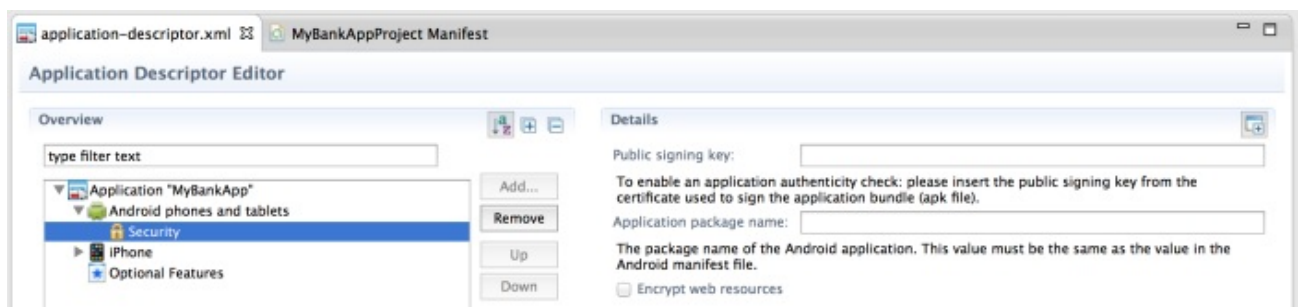 application-descriptor.xml
MyBankAppProject Manifest
Application Descriptor Editor
Overview
type filter text
Application "MyBankApp"
Android phones and tablets
Security
iPhone
Optional Features
Add...
Remove
Up
Down
Details
Public signing key:
To enable an application authenticity check: please insert the public signing key from the
certificate used to sign the application bundle (apk file).
Application package name:
The package name of the Android application. This value must be the same as the value in the
Android manifest file.
Encrypt web resources